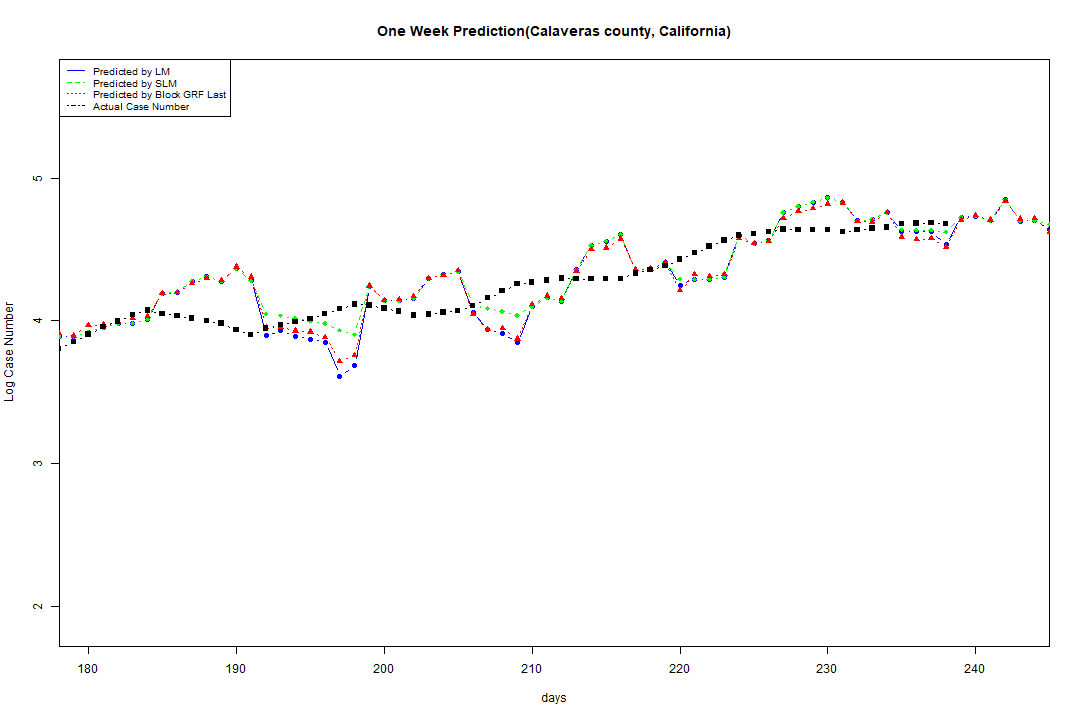 One Week Prediction(Calaveras county, California)
Predicted by LM
Predicted by SLM
Predicted by Block GRF Last
Actual Case Number
Log Case Number
5
4
3
2
180 190 200 210 220 230 240
days